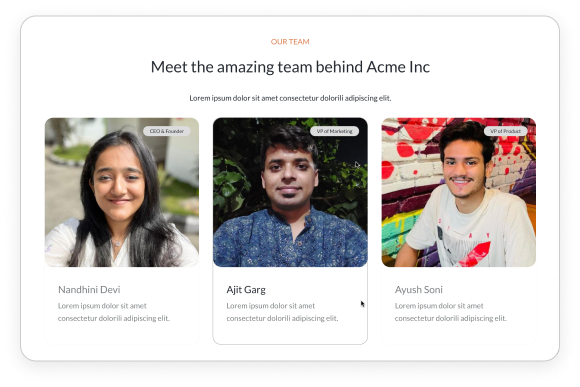 OUR TEAM
Meet the amazing team behind Acme Inc
Lorem ipsum dolor sit amet consectetur dolorili adipiscing elit.
CEO & Founder
VP of Marketing
VP of Product
Nandhini Devi
Lorem ipsum dolor sit amet
consectetur dolorili adipiscing elit.
Ajit Garg
Lorem ipsum dolor sit amet
consectetur dolorili adipiscing elit.
Ayush Soni
Lorem ipsum dolor sit amet
consectetur dolorili adipiscing elit.